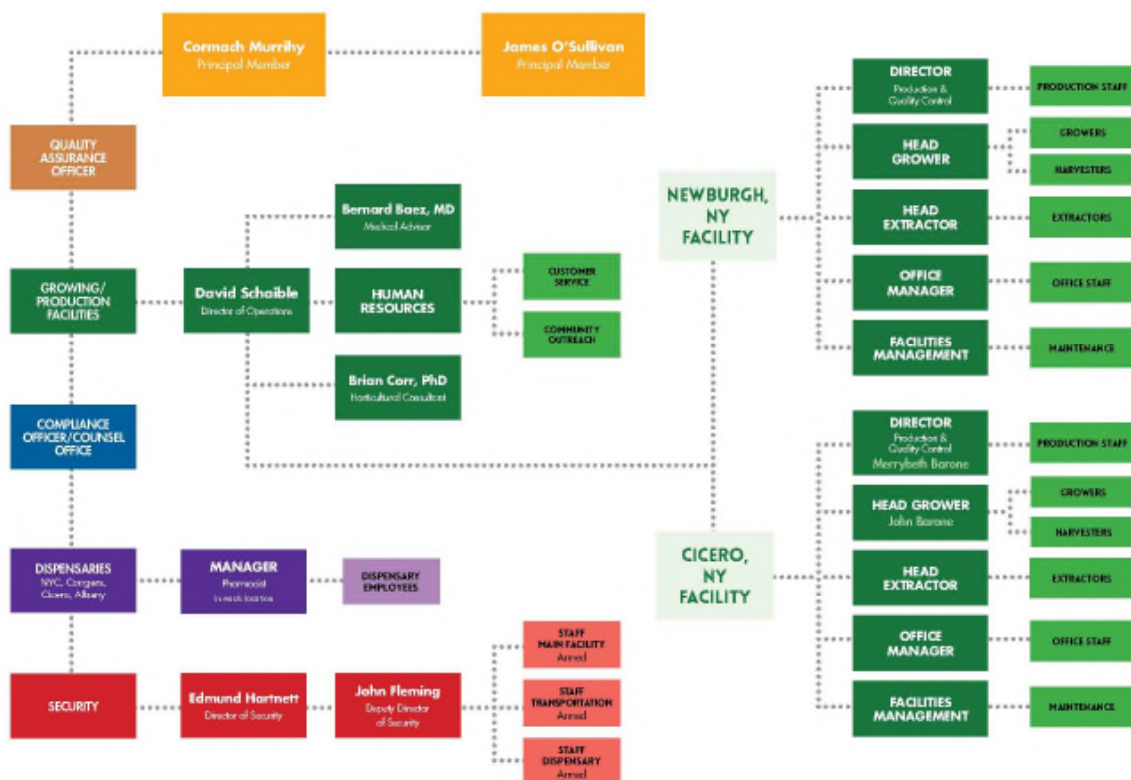 Cormach Murrihy
Principal Member
James O'Sullivan
Principal Member
QUALITY
ASSURANCE
OFFICER
GROWING/
PRODUCTION
FACILITIES
David Schaible
Director of Operations
Bernard Baez, MD
Medical Advisor
HUMAN
RESOURCES
CUSTOMER
SERVICE
COMMUNITY
OUTREACH
Brian Corr, PhD
Horticultural Consultant
COMPLIANCE
OFFICER/COUNSEL
OFFICE
DISPENSARIES
NYC, Congers,
Cicero, Albany
MANAGER
Pharmacist
In each location
DISPENSARY
EMPLOYEES
SECURITY
Edmund Hartnett
Director of Security
John Fleming
Deputy Director
of Security
STAFF
MAIN FACILITY
Armed
STAFF
TRANSPORTATION
Armed
STAFF
DISPENSARY
Armed
NEWBURGH,
NY
FACILITY
DIRECTOR
Production &
Quality Control
PRODUCTION STAFF
HEAD
GROWER
GROWERS
HARVESTERS
HEAD
EXTRACTOR
EXTRACTORS
OFFICE
MANAGER
OFFICE STAFF
FACILITIES
MANAGEMENT
MAINTENANCE
CICERO,
NY
FACILITY
DIRECTOR
Production &
Quality Control
Merrybeth Barone
PRODUCTION STAFF
HEAD GROWER
John Barone
GROWERS
HARVESTERS
HEAD
EXTRACTOR
EXTRACTORS
OFFICE
MANAGER
OFFICE STAFF
FACILITIES
MANAGEMENT
MAINTENANCE